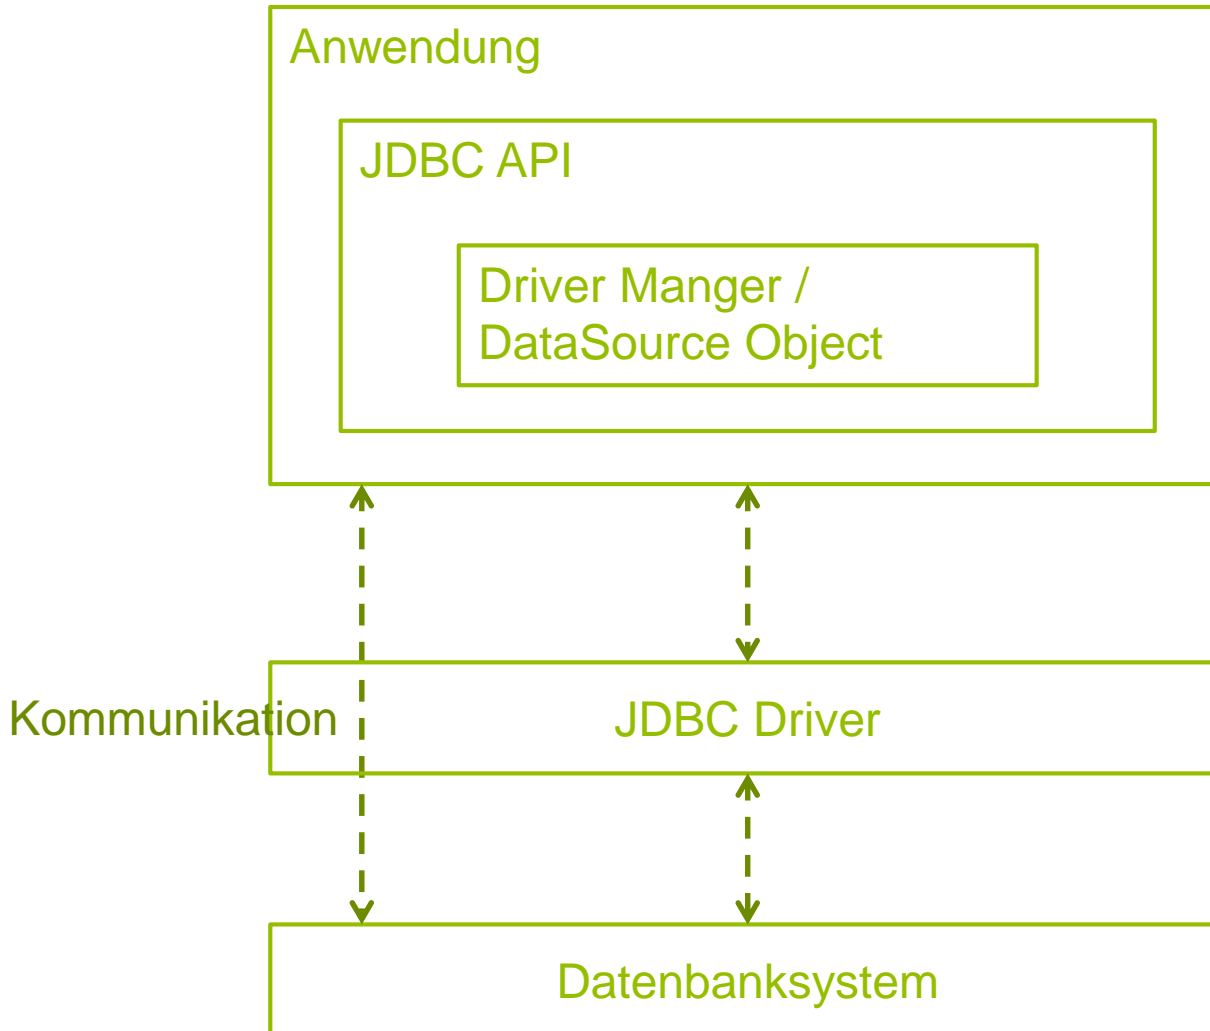 Anwendung
JDBC API
Driver Manger /
DataSource Object
Kommunikation
JDBC Driver
Datenbanksystem